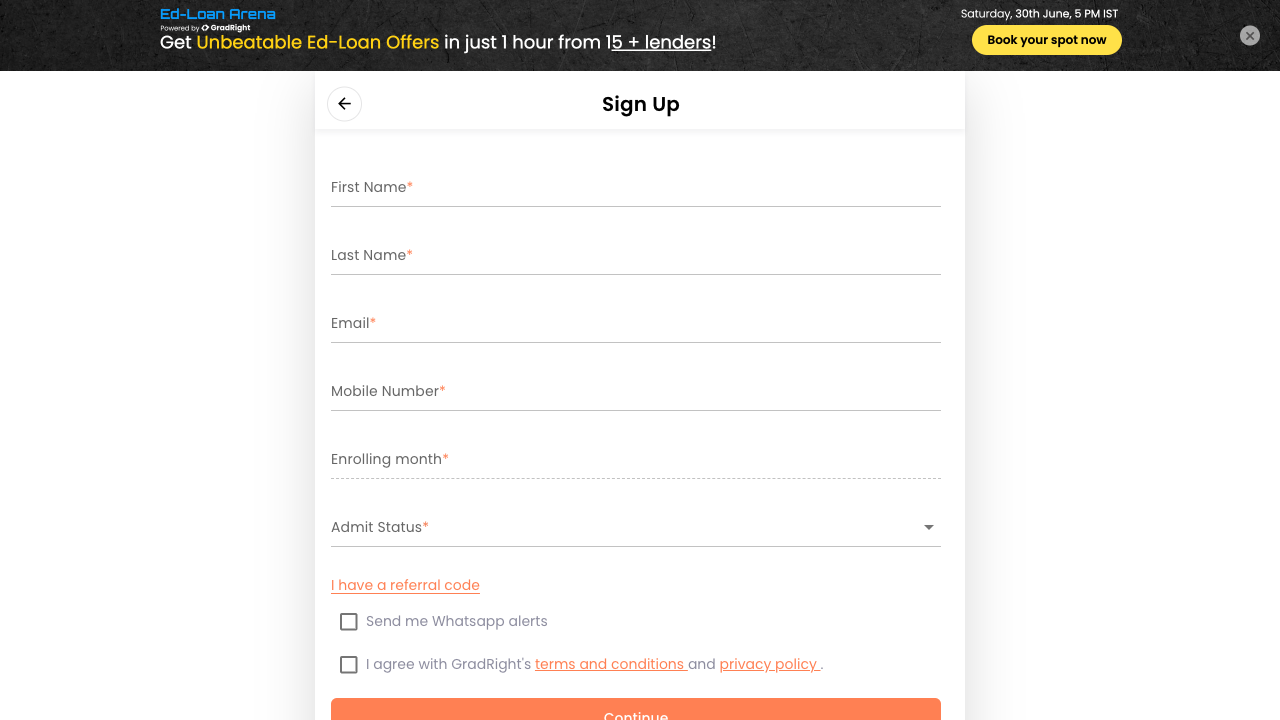 Ed-Loan Arena
Powered by GradRight
Get Unbeatable Ed-Loan Offers in just 1 hour from 15 + lenders!
Saturday, 30th June, 5 PM IST
Book your spot now
Sign Up
First Name*
Last Name*
Email*
Mobile Number*
Enrolling month*
Admit Status*
I have a referral code
Send me Whatsapp alerts
I agree with GradRight's terms and conditions and privacy policy .
Continue